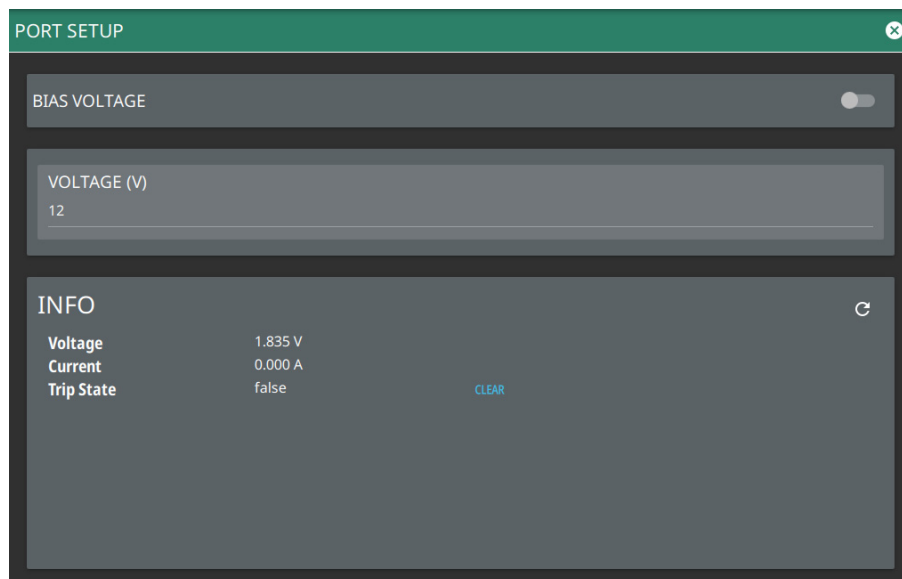 PORT SETUP
BIAS VOLTAGE
VOLTAGE (V)
12
INFO
Voltage 1.835 V
Current 0.000 A
Trip State false CLEAR